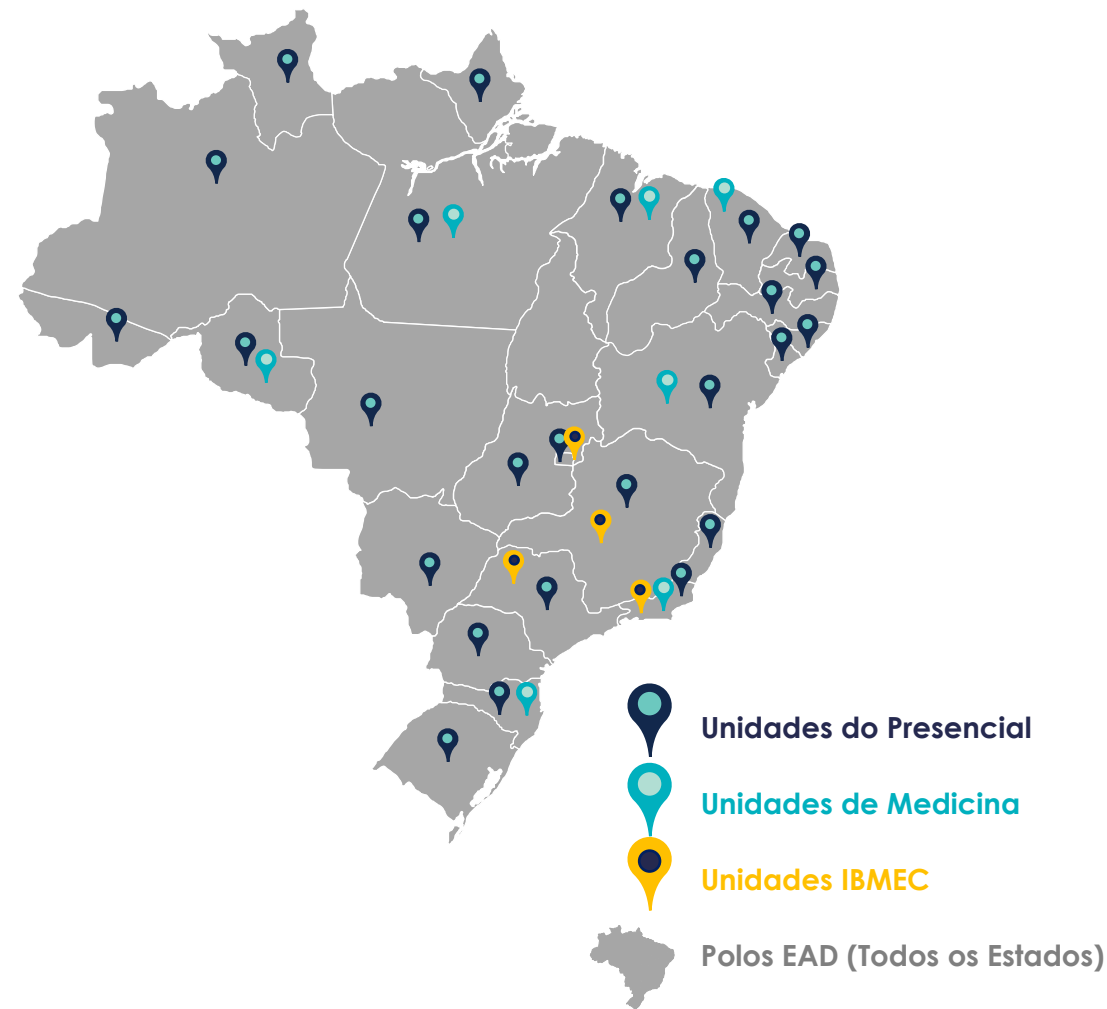 Unidades do Presencial
Unidades de Medicina
Unidades IBMEC
Polos EAD (Todos os Estados)